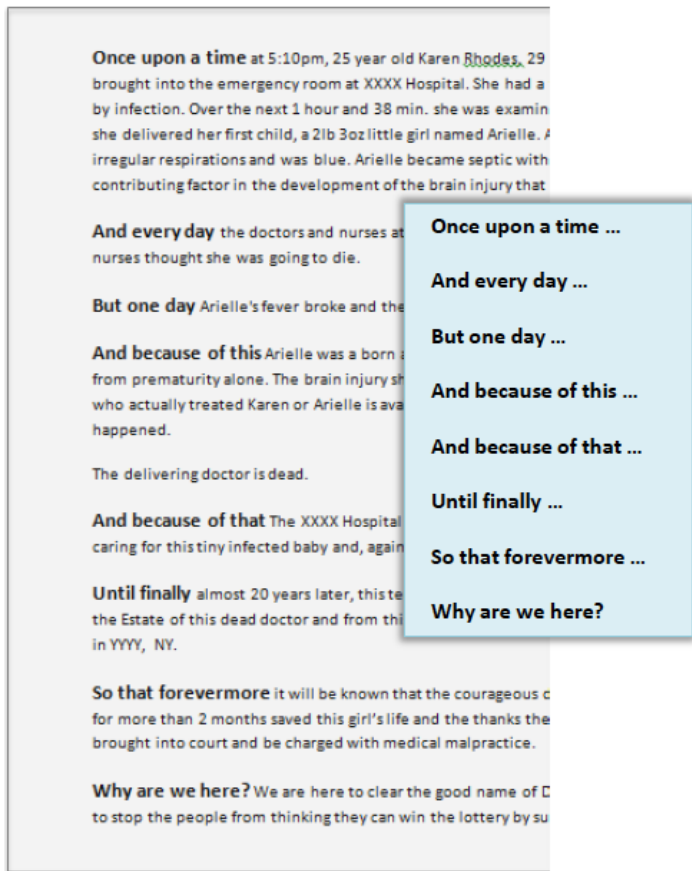 Once upon a time at 5:10pm, 25 year old Karen Rhodes, 29
brought into the emergency room at XXXX Hospital. She had a
by infection. Over the next 1 hour and 38 min. she was examin
she delivered her first child, a 2lb 3oz little girl named Arielle. A
irregular respirations and was blue. Arielle became septic with
contributing factor in the development of the brain injury that
And every day the doctors and nurses at
nurses thought she was going to die.
But one day Arielle's fever broke and the
And because of this Arielle was a born
from prematurity alone. The brain injury sh
who actually treated Karen or Arielle is ava
happened.
The delivering doctor is dead.
And because of that The XXXX Hospital
caring for this tiny infected baby and, again
Until finally almost 20 years later, this te
the Estate of this dead doctor and from thi
in YYYY, NY.
So that forevermore it will be known that the courageous c
for more than 2 months saved this girl's life and the thanks the
brought into court and be charged with medical malpractice.
Why are we here? We are here to clear the good name of D
to stop the people from thinking they can win the lottery by su
Once upon a time ...
And every day ...
But one day ...
And because of this ...
And because of that ...
Until finally ...
So that forevermore ...
Why are we here?